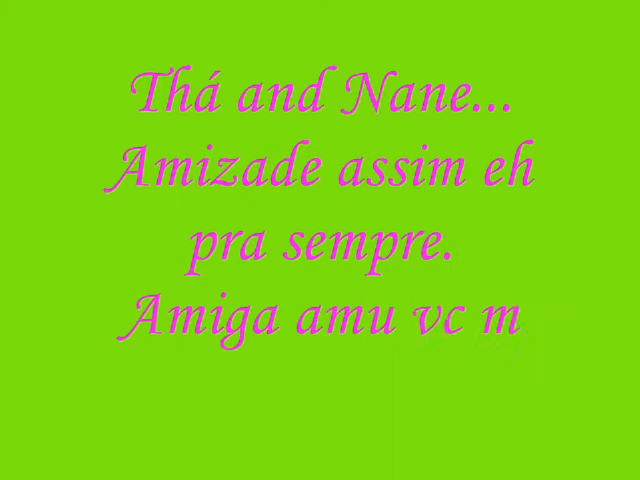 Thá and Nane...
Amizade assim eh
pra sempre.
Amiga amu vc m